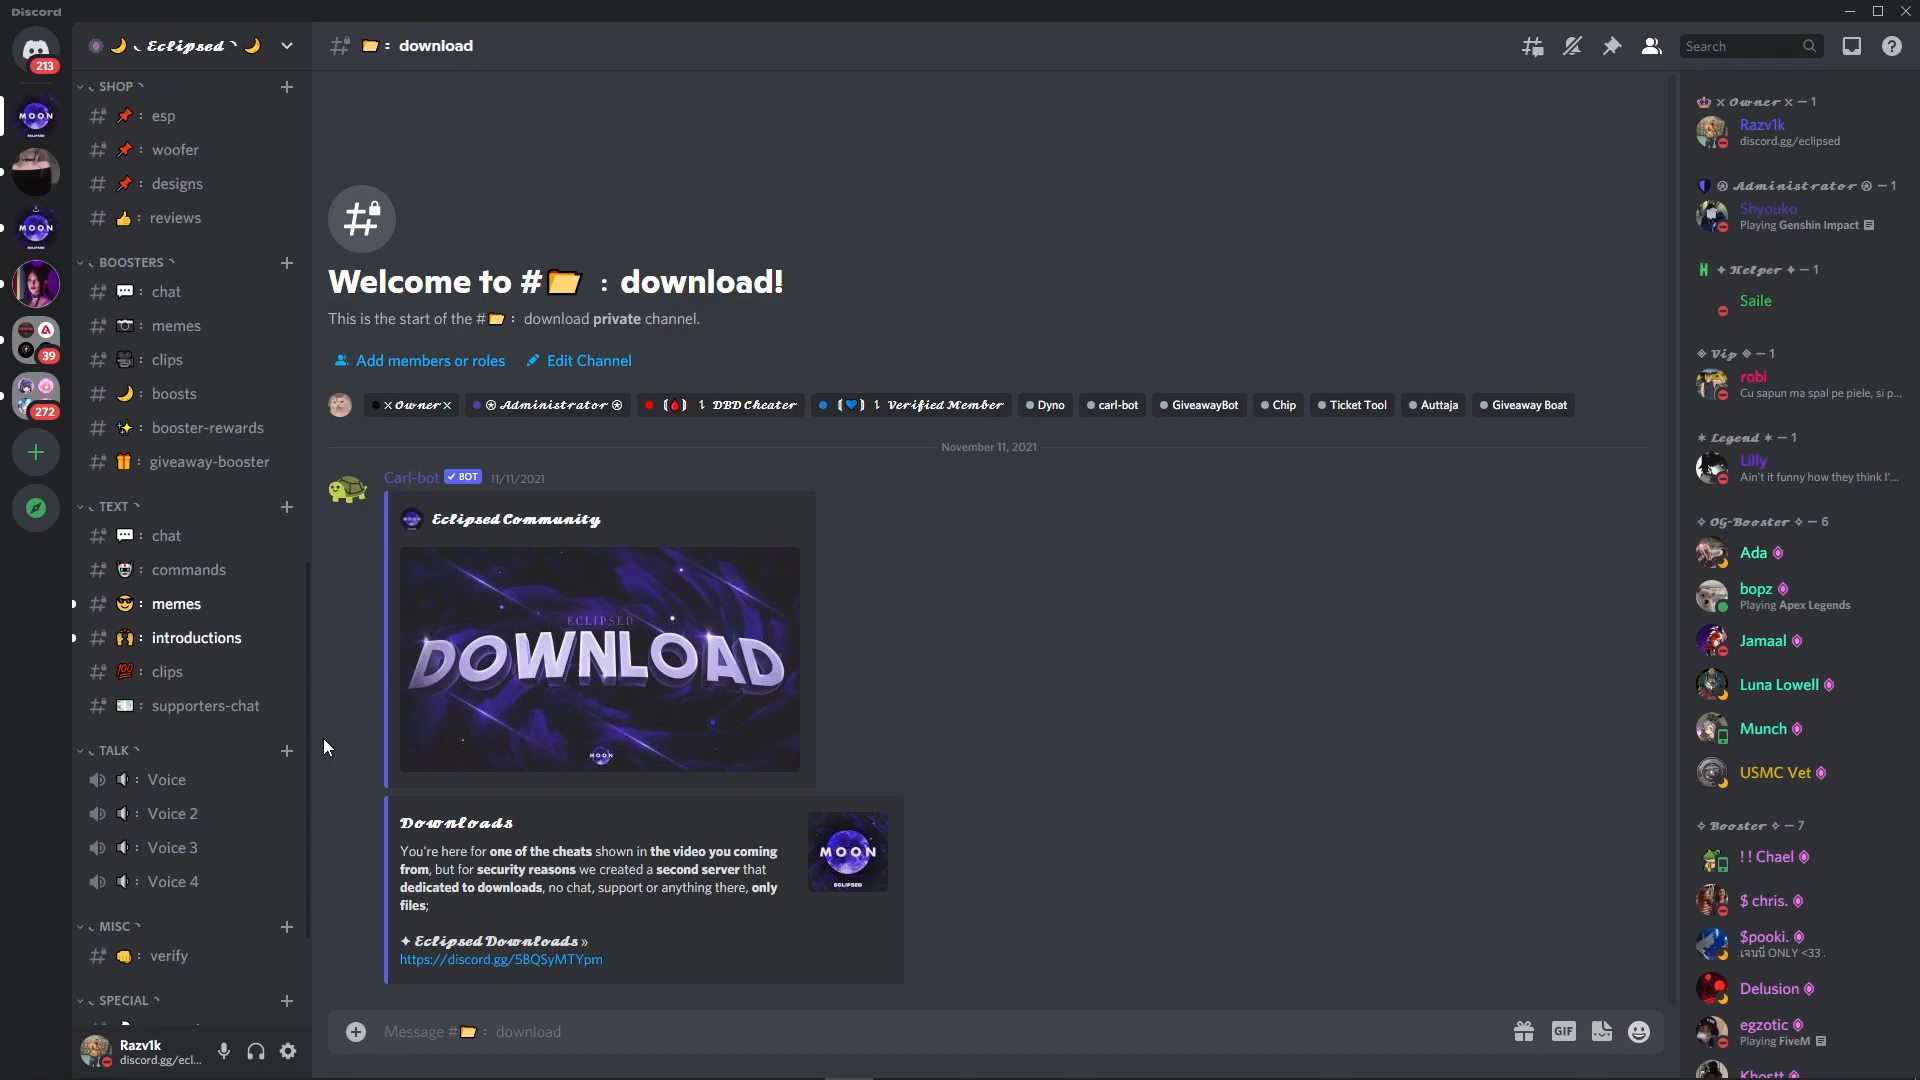 Discord
213
Eclipsed
download
Search
SHOP
esp
woofer
designs
reviews
BOOSTERS
chat
memes
clips
boosts
booster-rewards
giveaway-booster
39
272
TEXT
chat
commands
memes
introductions
clips
supporters-chat
TALK
Voice
Voice 2
Voice 3
Voice 4
MISC
verify
SPECIAL
Razv1k
discord.gg/ecl...
Welcome to # : download!
This is the start of the # : download private channel.
Add members or roles
Edit Channel
x Owner x
Administrator
DBD Cheater
Verified Member
Dyno
carl-bot
GiveawayBot
Chip
Ticket Tool
Auttaja
Giveaway Boat
November 11, 2021
Carl-bot ✓ BOT 11/11/2021
Eclipsed Community
ECLIPSED
DOWNLOAD
MOON
Downloads
You're here for one of the cheats shown in the video you coming
from, but for security reasons we created a second server that
dedicated to downloads, no chat, support or anything there, only
files;
✦ Eclipsed Downloads »
https://discord.gg/5BQSyMTYpm
MOON
ECLIPSED
Message # : download
GIF
x Owner x — 1
Razv1k
discord.gg/eclipsed
Administrator — 1
Shyouko
Playing Genshin Impact
✦ Helper ✦ — 1
Saile
Vip — 1
robi
Cu sapun ma spal pe piele, si p...
Legend — 1
Lilly
Ain't it funny how they think I'...
✧ OG-Booster ✧ — 6
Ada
bopz
Playing Apex Legends
Jamaal
Luna Lowell
Munch
USMC Vet
✧ Booster ✧ — 7
! ! Chael
$ chris.
$pooki.
เจนนี่ ONLY <33 .
Delusion
egzotic
Playing FiveM
Khostt